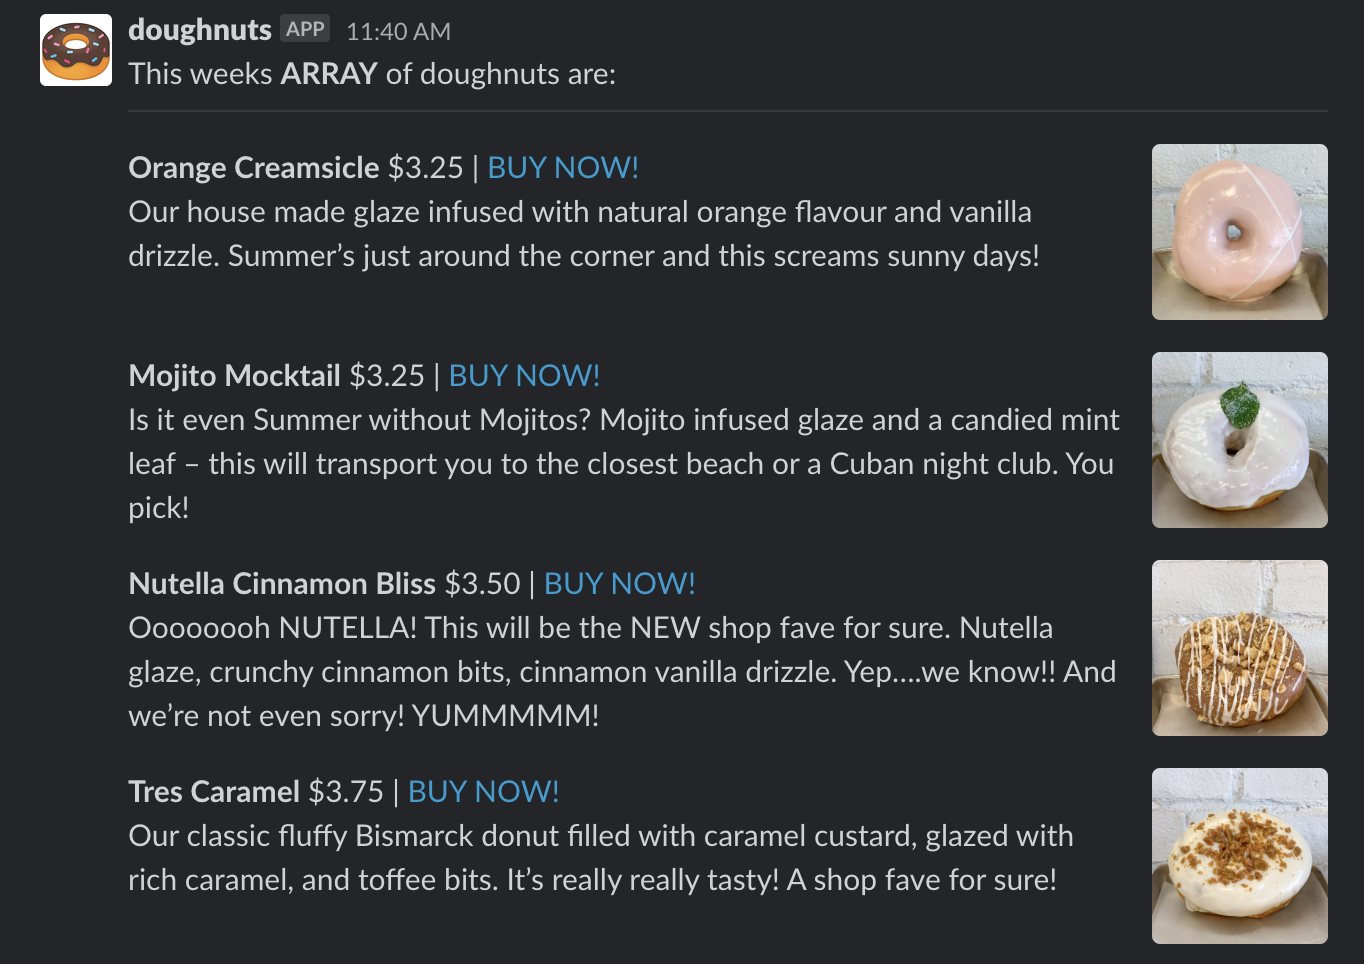 doughnuts APP 11:40 AM
This weeks ARRAY of doughnuts are:
Orange Creamsicle $3.25 | BUY NOW!
Our house made glaze infused with natural orange flavour and vanilla
drizzle. Summer’s just around the corner and this screams sunny days!
Mojito Mocktail $3.25 | BUY NOW!
Is it even Summer without Mojitos? Mojito infused glaze and a candied mint
leaf – this will transport you to the closest beach or a Cuban night club. You
pick!
Nutella Cinnamon Bliss $3.50 | BUY NOW!
Oooooooh NUTELLA! This will be the NEW shop fave for sure. Nutella
glaze, crunchy cinnamon bits, cinnamon vanilla drizzle. Yep....we know!! And
we’re not even sorry! YUMMMMM!
Tres Caramel $3.75 | BUY NOW!
Our classic fluffy Bismarck donut filled with caramel custard, glazed with
rich caramel, and toffee bits. It’s really really tasty! A shop fave for sure!